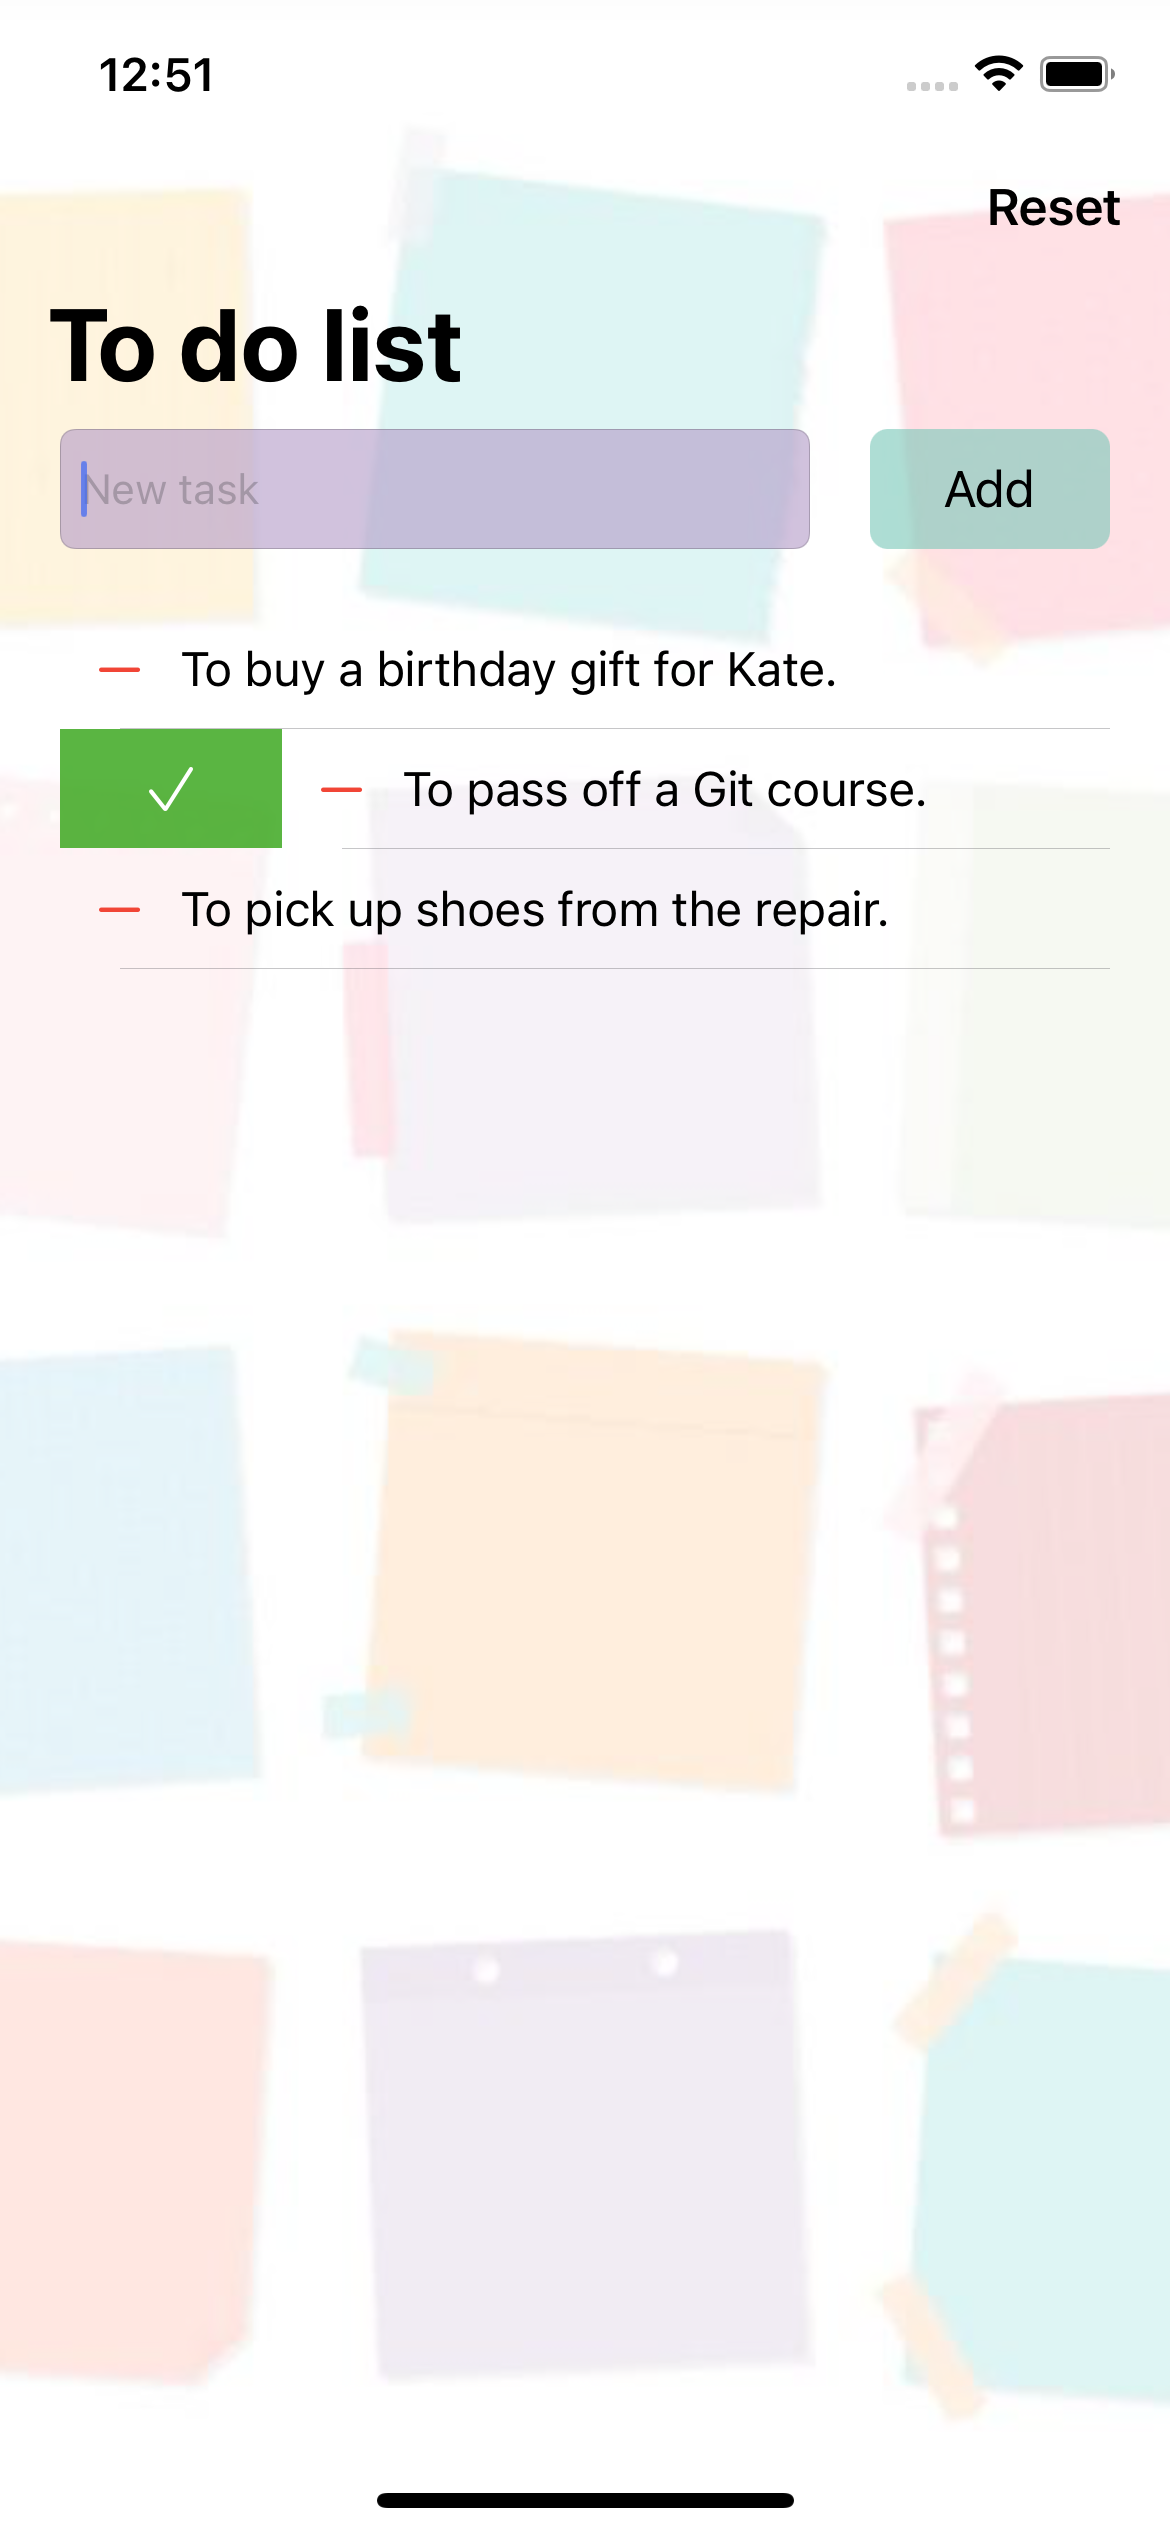 12:51
Reset
To do list
New task
Add
To buy a birthday gift for Kate.
To pass off a Git course.
To pick up shoes from the repair.